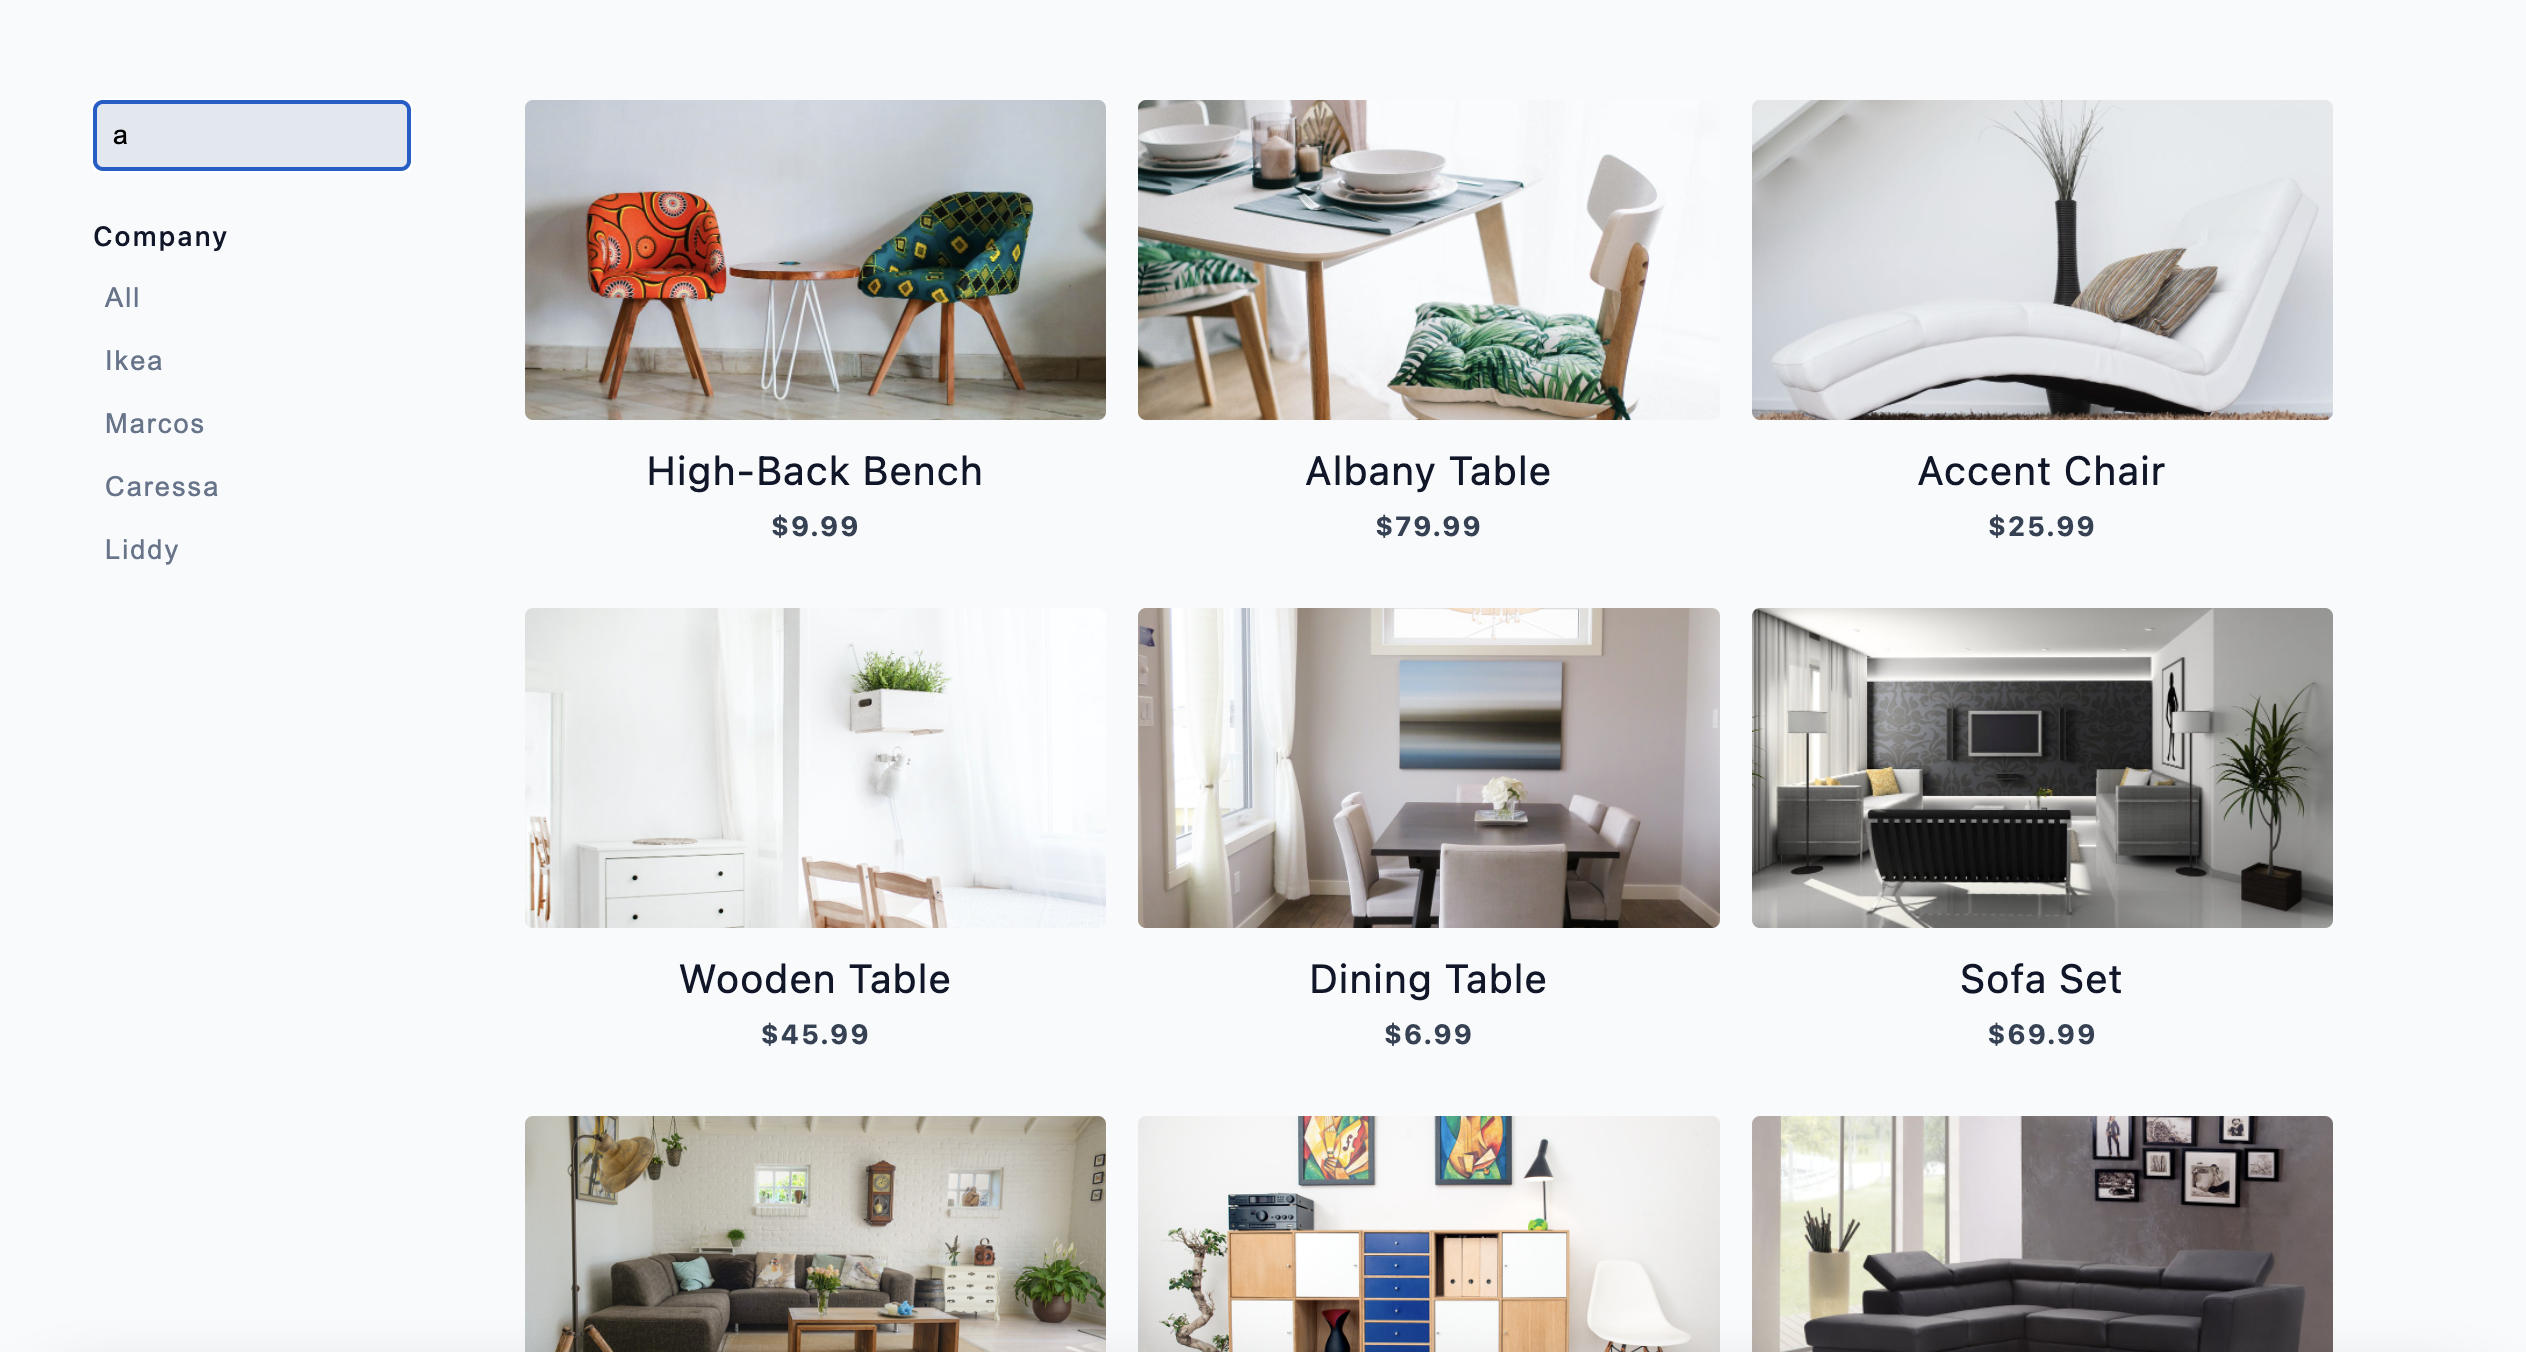 a
Company
All
Ikea
Marcos
Caressa
Liddy
High-Back Bench
$9.99
Albany Table
$79.99
Accent Chair
$25.99
Wooden Table
$45.99
Dining Table
$6.99
Sofa Set
$69.99